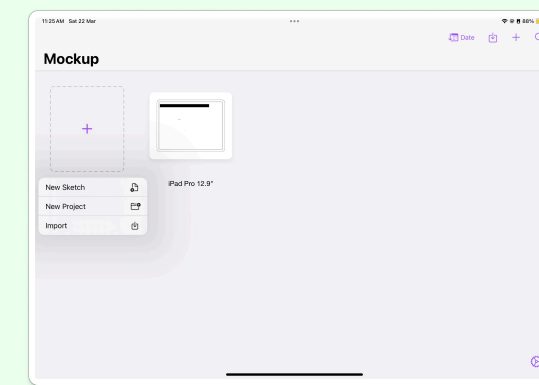 11:25 AM Sat 22 Mar
88%
Date
Mockup
iPad Pro 12.9"
New Sketch
New Project
Import